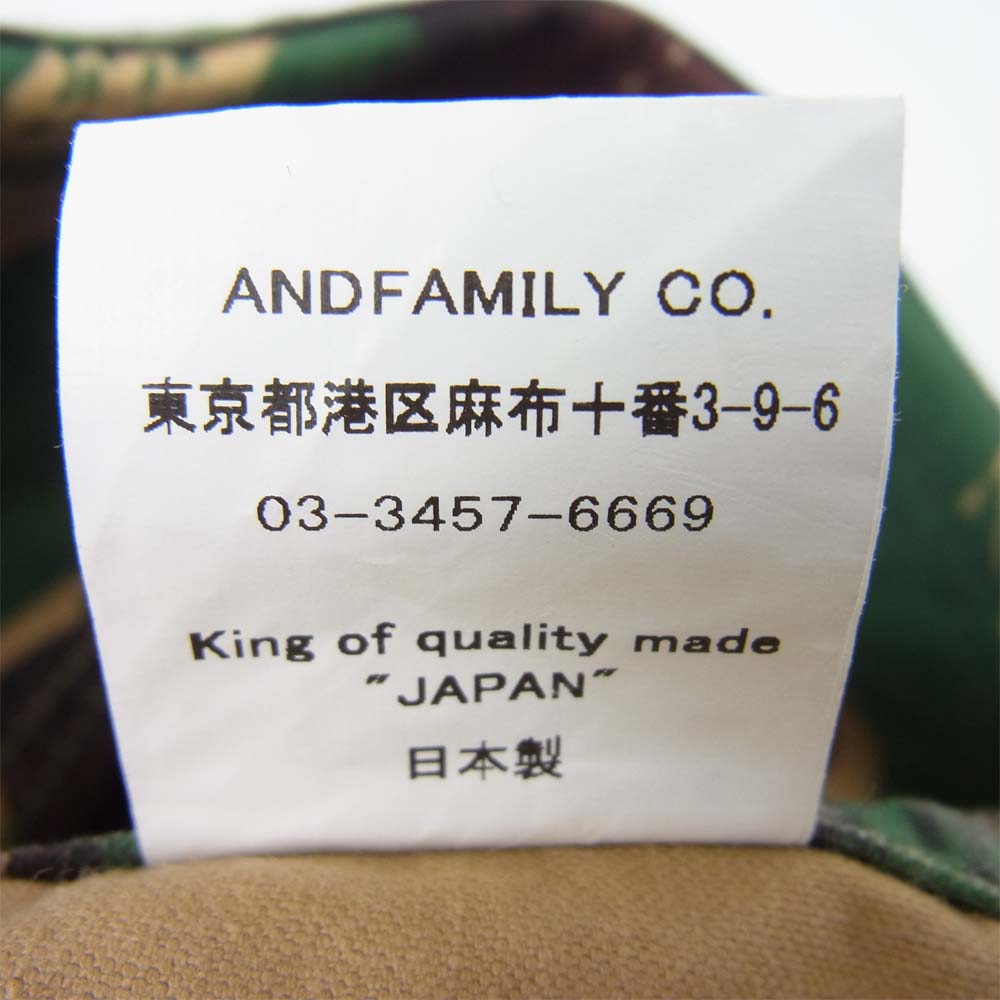 ANDFAMILY CO.
東京都港区麻布十番3-9-6
03-3457-6669
King of quality made
"JAPAN"
日本製